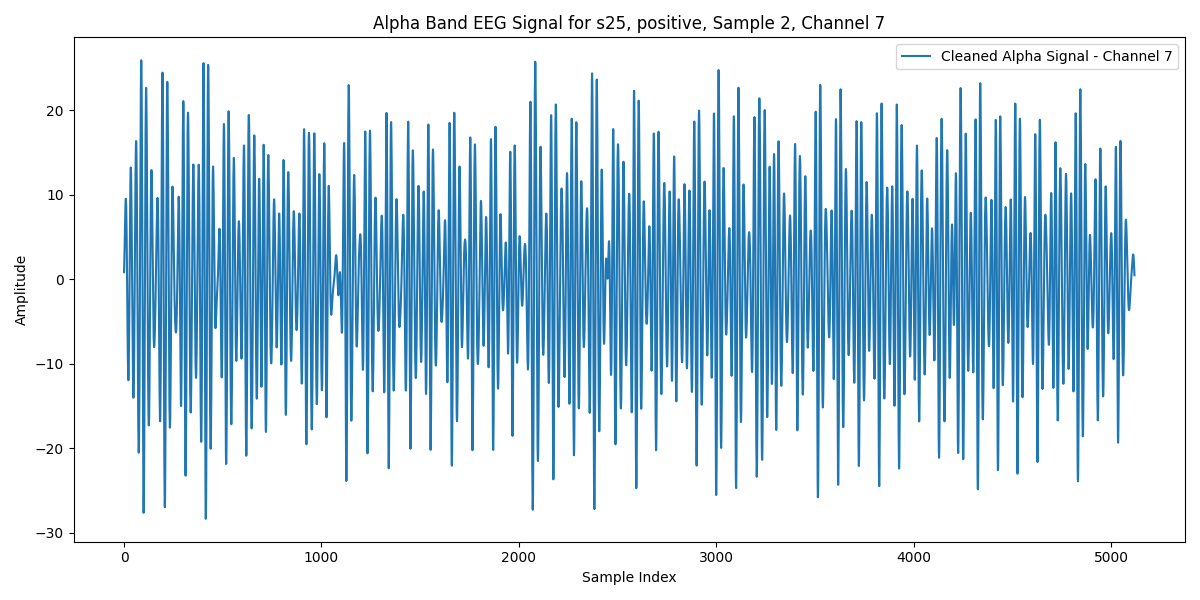 Alpha Band EEG Signal for s25, positive, Sample 2, Channel 7
Cleaned Alpha Signal - Channel 7
Amplitude
20
10
0
−10
−20
−30
0 1000 2000 3000 4000 5000
Sample Index